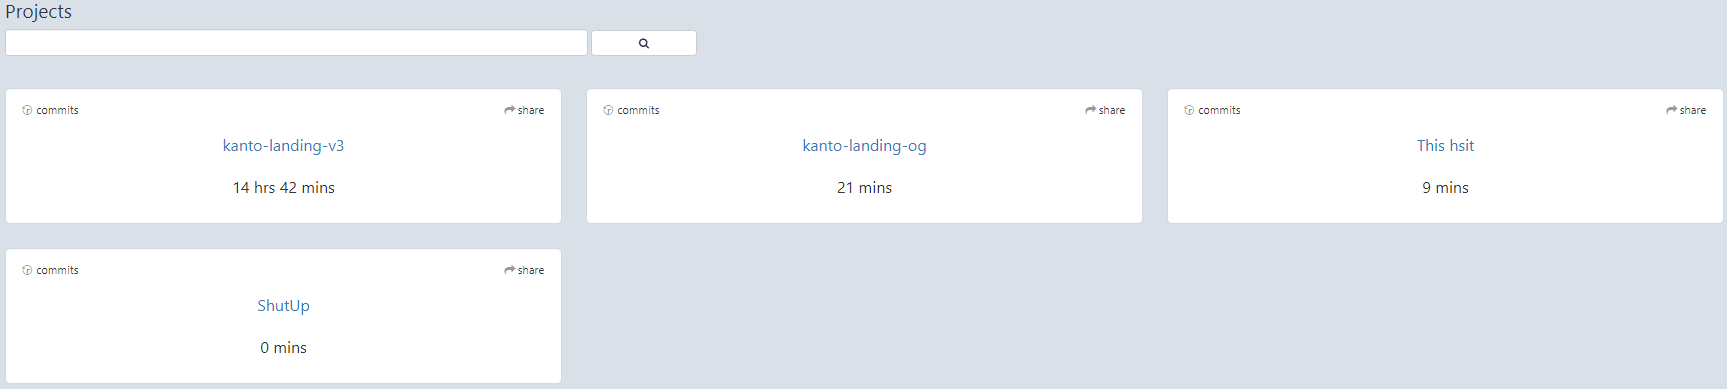 Projects
commits share commits share commits share
kanto-landing-v3 kanto-landing-og This hsit
14 hrs 42 mins 21 mins 9 mins
commits share
ShutUp
0 mins